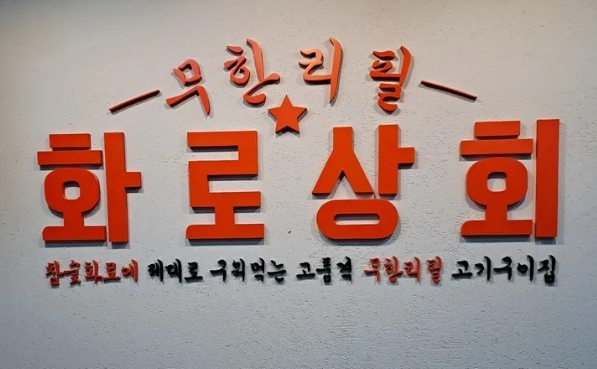 무한리필
화로상회
참숯화로에 제대로 구워먹는 고품격 무한리필 고기구이집